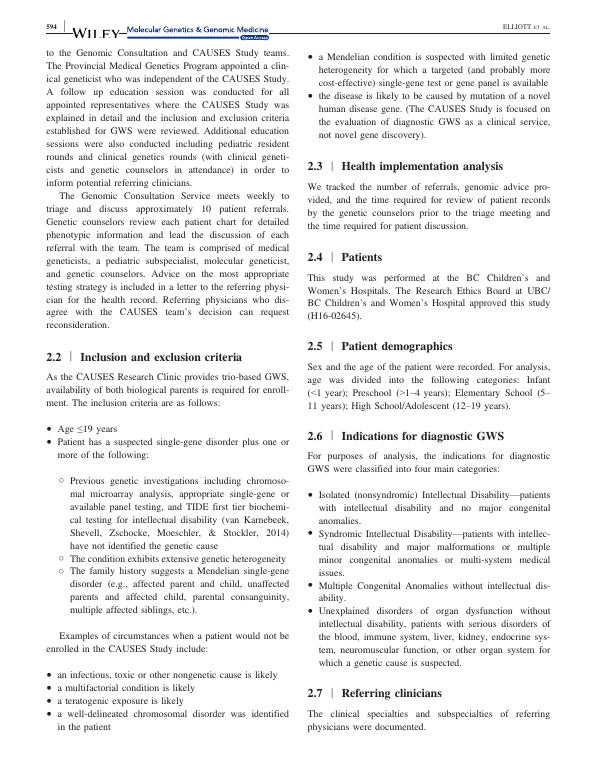 594
WILEY
Molecular Genetics & Genomic Medicine
Open Access
ELLIOTT ET AL.
to the Genomic Consultation and CAUSES Study teams.
The Provincial Medical Genetics Program appointed a clin-
ical geneticist who was independent of the CAUSES Study.
A follow up education session was conducted for all
appointed representatives where the CAUSES Study was
explained in detail and the inclusion and exclusion criteria
established for GWS were reviewed. Additional education
sessions were also conducted including pediatric resident
rounds and clinical genetics rounds (with clinical geneti-
cists and genetic counselors in attendance) in order to
inform potential referring clinicians.
The Genomic Consultation Service meets weekly to
triage and discuss approximately 10 patient referrals.
Genetic counselors review each patient chart for detailed
phenotypic information and lead the discussion of each
referral with the team. The team is comprised of medical
geneticists, a pediatric subspecialist, molecular geneticist,
and genetic counselors. Advice on the most appropriate
testing strategy is included in a letter to the referring physi-
cian for the health record. Referring physicians who dis-
agree with the CAUSES team's decision can request
reconsideration.
2.2 | Inclusion and exclusion criteria
As the CAUSES Research Clinic provides trio-based GWS,
availability of both biological parents is required for enroll-
ment. The inclusion criteria are as follows:
• Age ≤19 years
• Patient has a suspected single-gene disorder plus one or
more of the following:
○ Previous genetic investigations including chromoso-
mal microarray analysis, appropriate single-gene or
available panel testing, and TIDE first tier biochemi-
cal testing for intellectual disability (van Karnebeek,
Shevell, Zschocke, Moeschler, & Stockler, 2014)
have not identified the genetic cause
○ The condition exhibits extensive genetic heterogeneity
○ The family history suggests a Mendelian single-gene
disorder (e.g., affected parent and child, unaffected
parents and affected child, parental consanguinity,
multiple affected siblings, etc.).
Examples of circumstances when a patient would not be
enrolled in the CAUSES Study include:
• an infectious, toxic or other nongenetic cause is likely
• a multifactorial condition is likely
• a teratogenic exposure is likely
• a well-delineated chromosomal disorder was identified
in the patient
• a Mendelian condition is suspected with limited genetic
heterogeneity for which a targeted (and probably more
cost-effective) single-gene test or gene panel is available
• the disease is likely to be caused by mutation of a novel
human disease gene. (The CAUSES Study is focused on
the evaluation of diagnostic GWS as a clinical service,
not novel gene discovery).
2.3 | Health implementation analysis
We tracked the number of referrals, genomic advice pro-
vided, and the time required for review of patient records
by the genetic counselors prior to the triage meeting and
the time required for patient discussion.
2.4 | Patients
This study was performed at the BC Children's and
Women's Hospitals. The Research Ethics Board at UBC/
BC Children's and Women's Hospital approved this study
(H16-02645).
2.5 | Patient demographics
Sex and the age of the patient were recorded. For analysis,
age was divided into the following categories: Infant
(<1 year); Preschool (>1–4 years); Elementary School (5–
11 years); High School/Adolescent (12–19 years).
2.6 | Indications for diagnostic GWS
For purposes of analysis, the indications for diagnostic
GWS were classified into four main categories:
• Isolated (nonsyndromic) Intellectual Disability—patients
with intellectual disability and no major congenital
anomalies.
• Syndromic Intellectual Disability—patients with intellec-
tual disability and major malformations or multiple
minor congenital anomalies or multi-system medical
issues.
• Multiple Congenital Anomalies without intellectual dis-
ability.
• Unexplained disorders of organ dysfunction without
intellectual disability, patients with serious disorders of
the blood, immune system, liver, kidney, endocrine sys-
tem, neuromuscular function, or other organ system for
which a genetic cause is suspected.
2.7 | Referring clinicians
The clinical specialties and subspecialties of referring
physicians were documented.